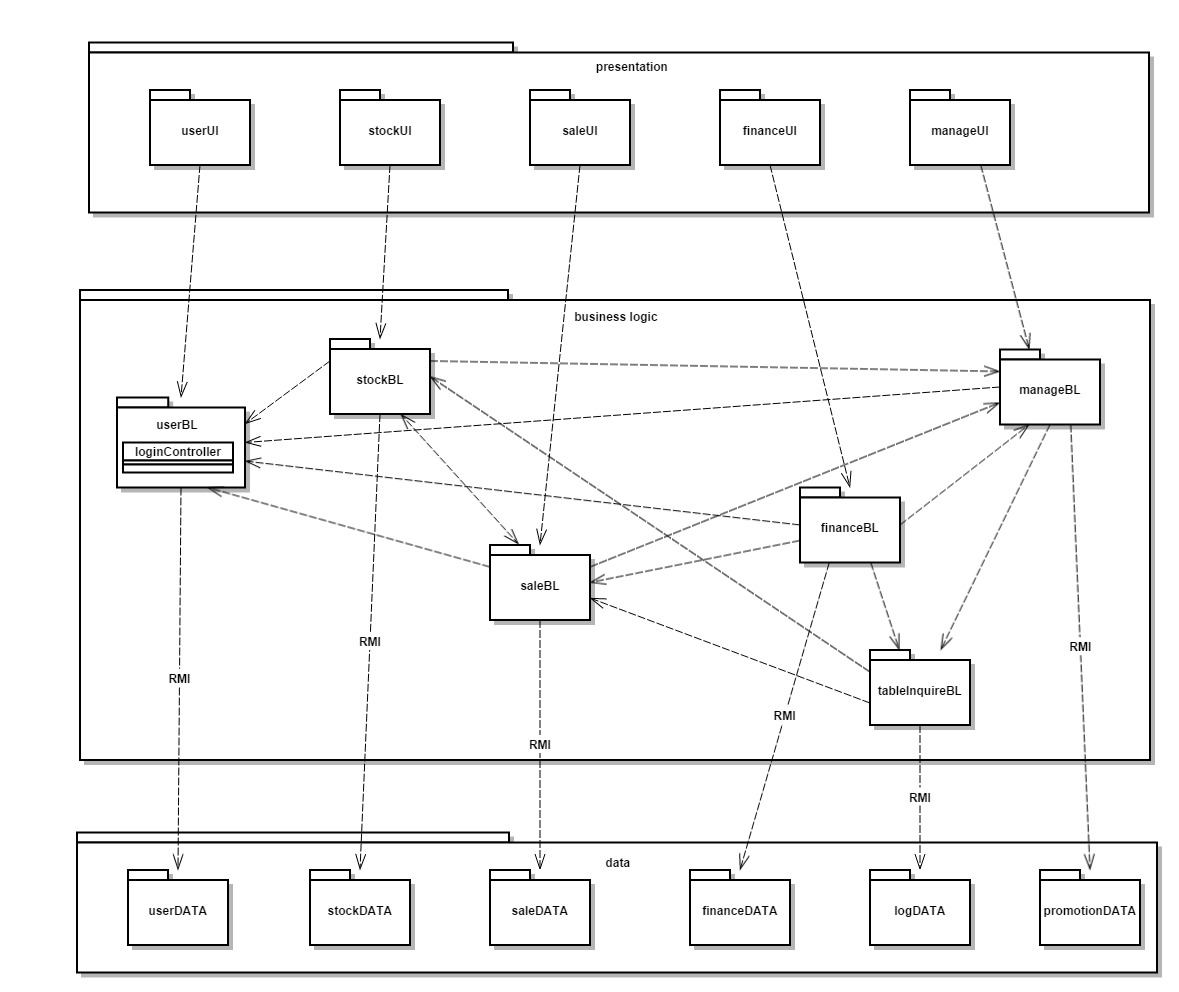 presentation
userUI
stockUI
saleUI
financeUI
manageUI
business logic
stockBL
manageBL
userBL
loginController
financeBL
saleBL
RMI
RMI
RMI
tableInquireBL
RMI
RMI
RMI
data
userDATA
stockDATA
saleDATA
financeDATA
logDATA
promotionDATA